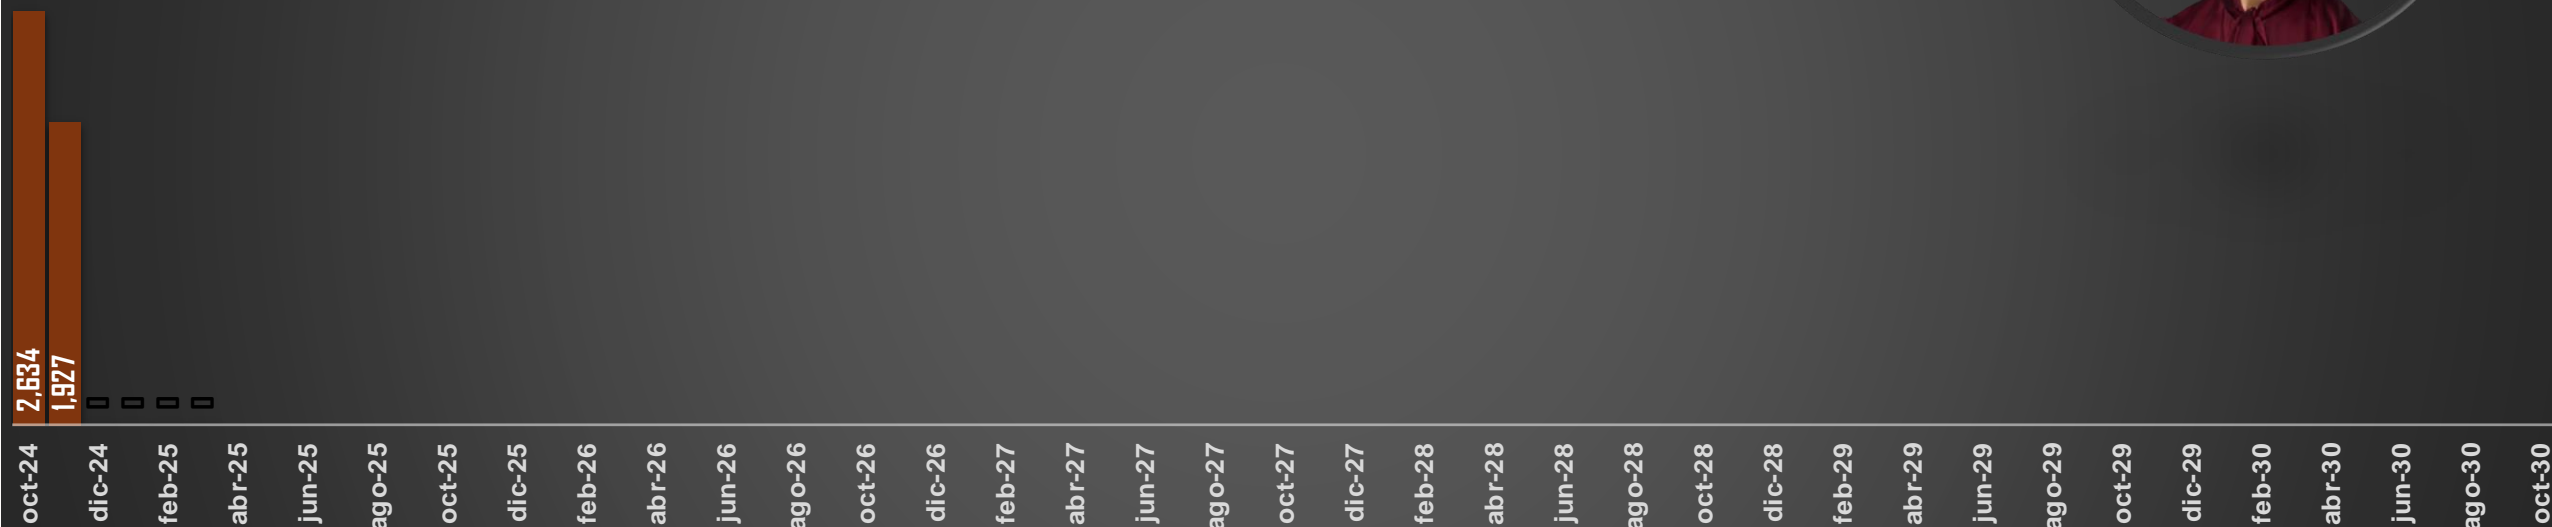 2,634
1,927
0
0
0
0
oct-24
dic-24
feb-25
abr-25
jun-25
ago-25
oct-25
dic-25
feb-26
abr-26
jun-26
ago-26
oct-26
dic-26
feb-27
abr-27
jun-27
ago-27
oct-27
dic-27
feb-28
abr-28
jun-28
ago-28
oct-28
dic-28
feb-29
abr-29
jun-29
ago-29
oct-29
dic-29
feb-30
abr-30
jun-30
ago-30
oct-30